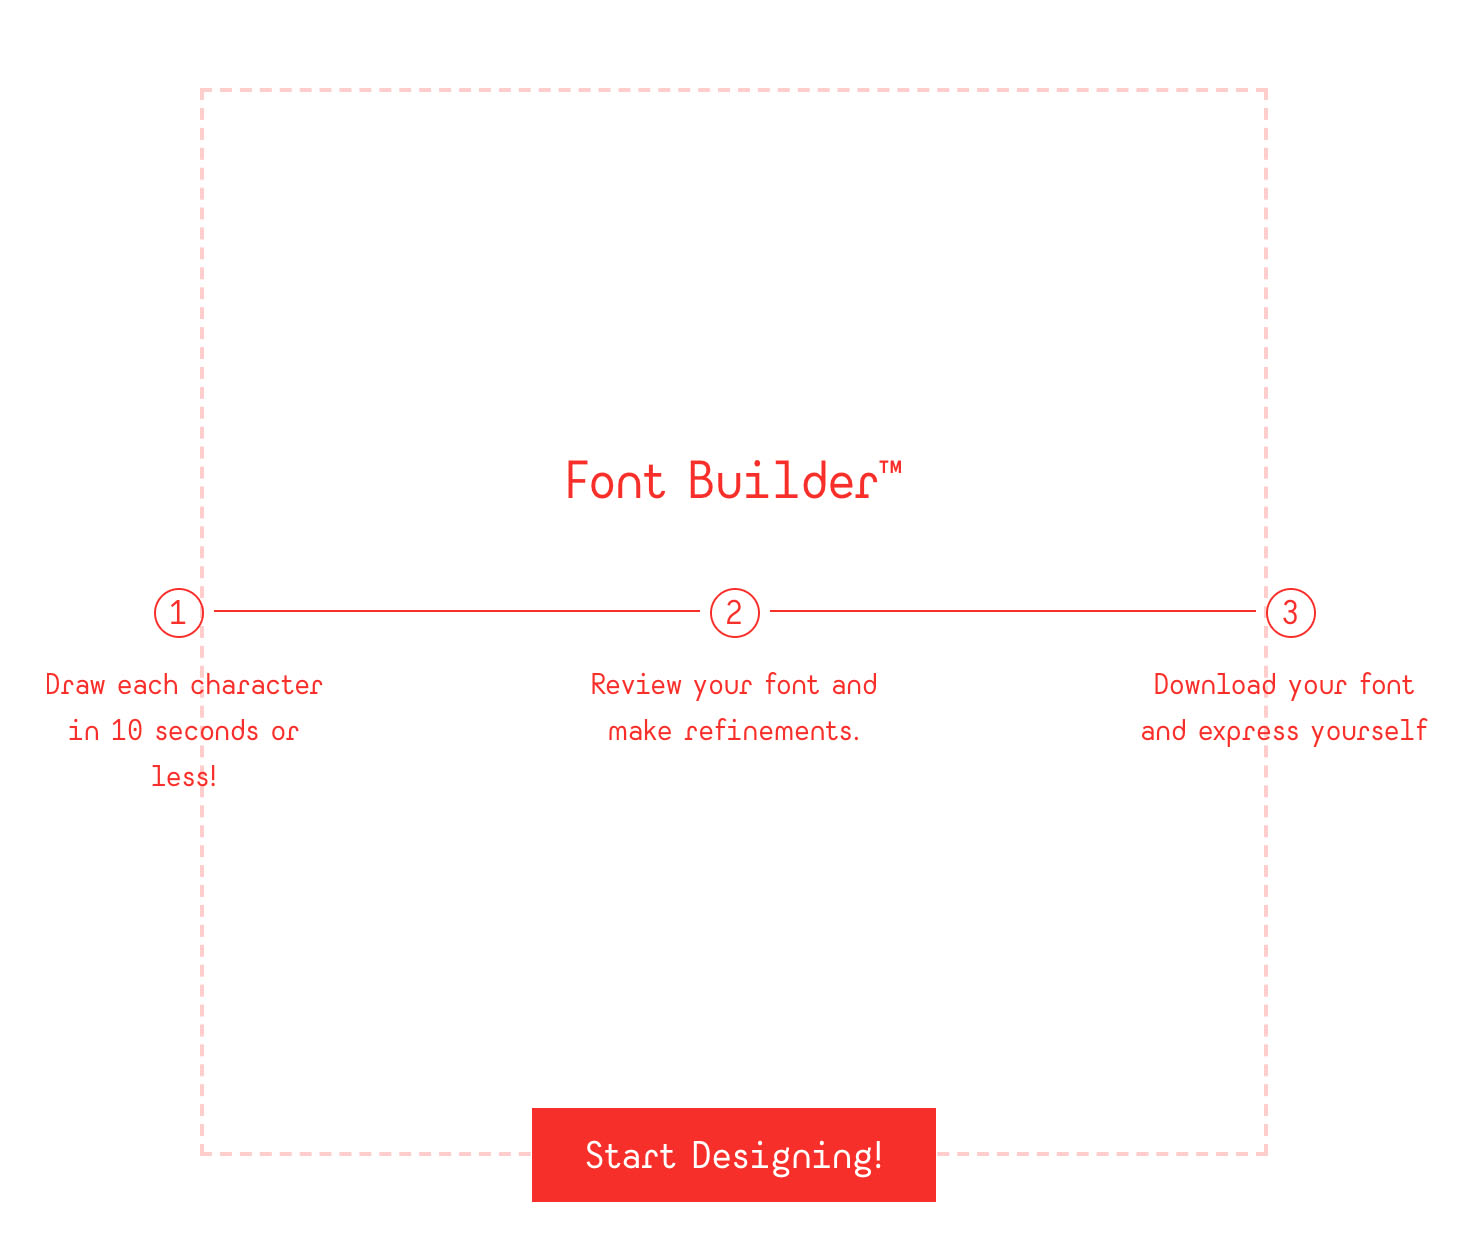 Font Builder™
1
2
3
Draw each character
in 10 seconds or
less!
Review your font and
make refinements.
Download your font
and express yourself
Start Designing!